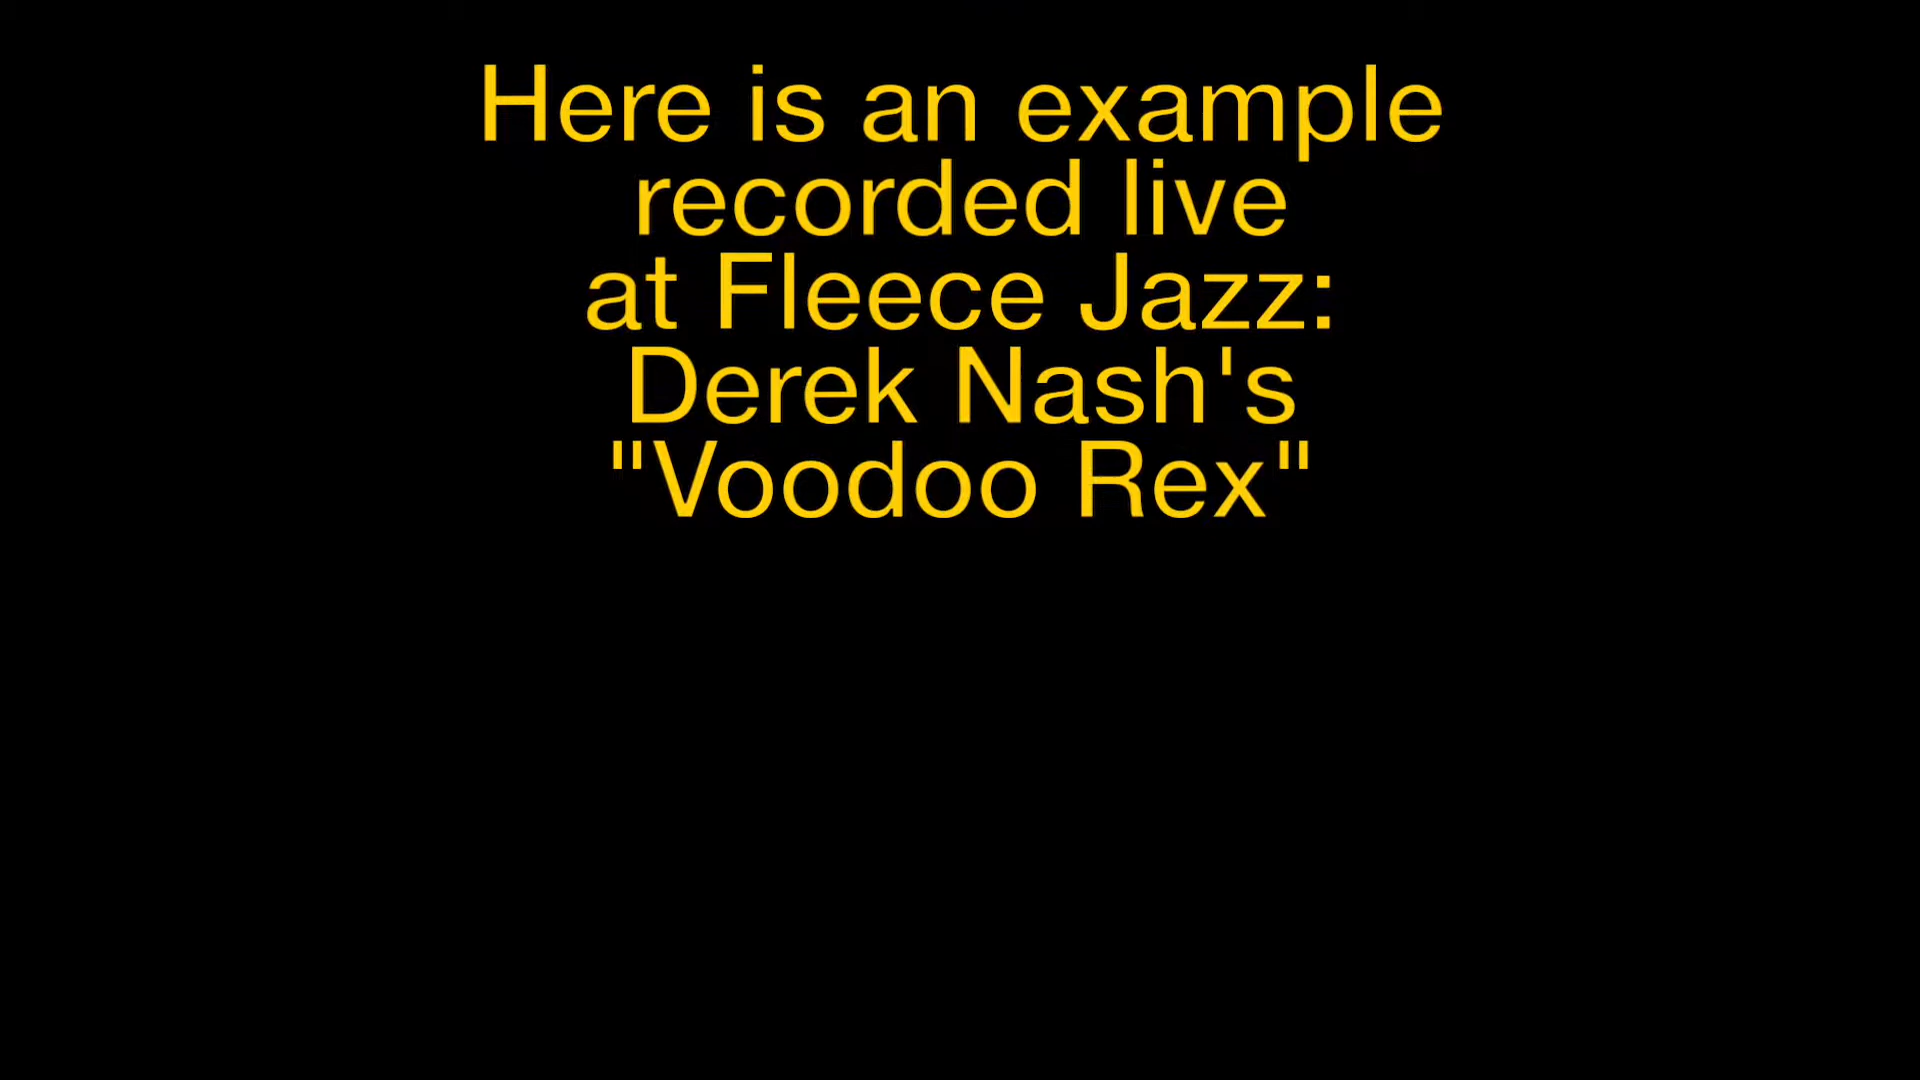 Here is an example
recorded live
at Fleece Jazz:
Derek Nash's
"Voodoo Rex"